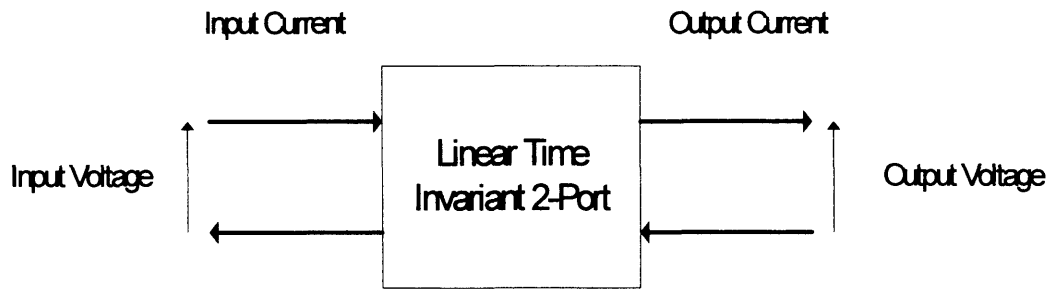 Input Current
Output Current
Input Voltage
Linear Time
Invariant 2-Port
Output Voltage